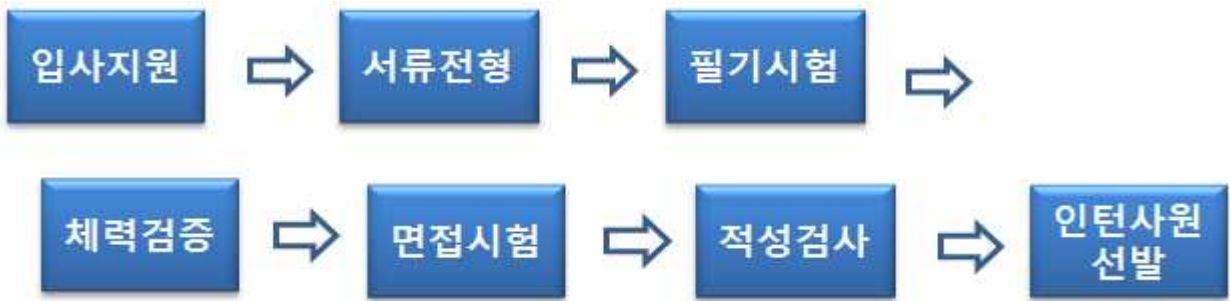 입사지원
서류전형
필기시험
체력검증
면접시험
적성검사
인턴사원
선발